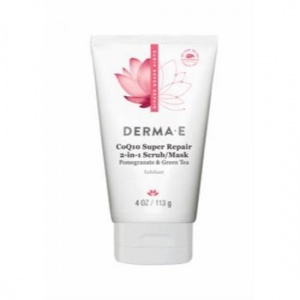 DERMA·E
CoQ10 Super Repair
2-in-1 Scrub/Mask
Pomegranate & Green Tea
Exfoliant
4 OZ / 113 g